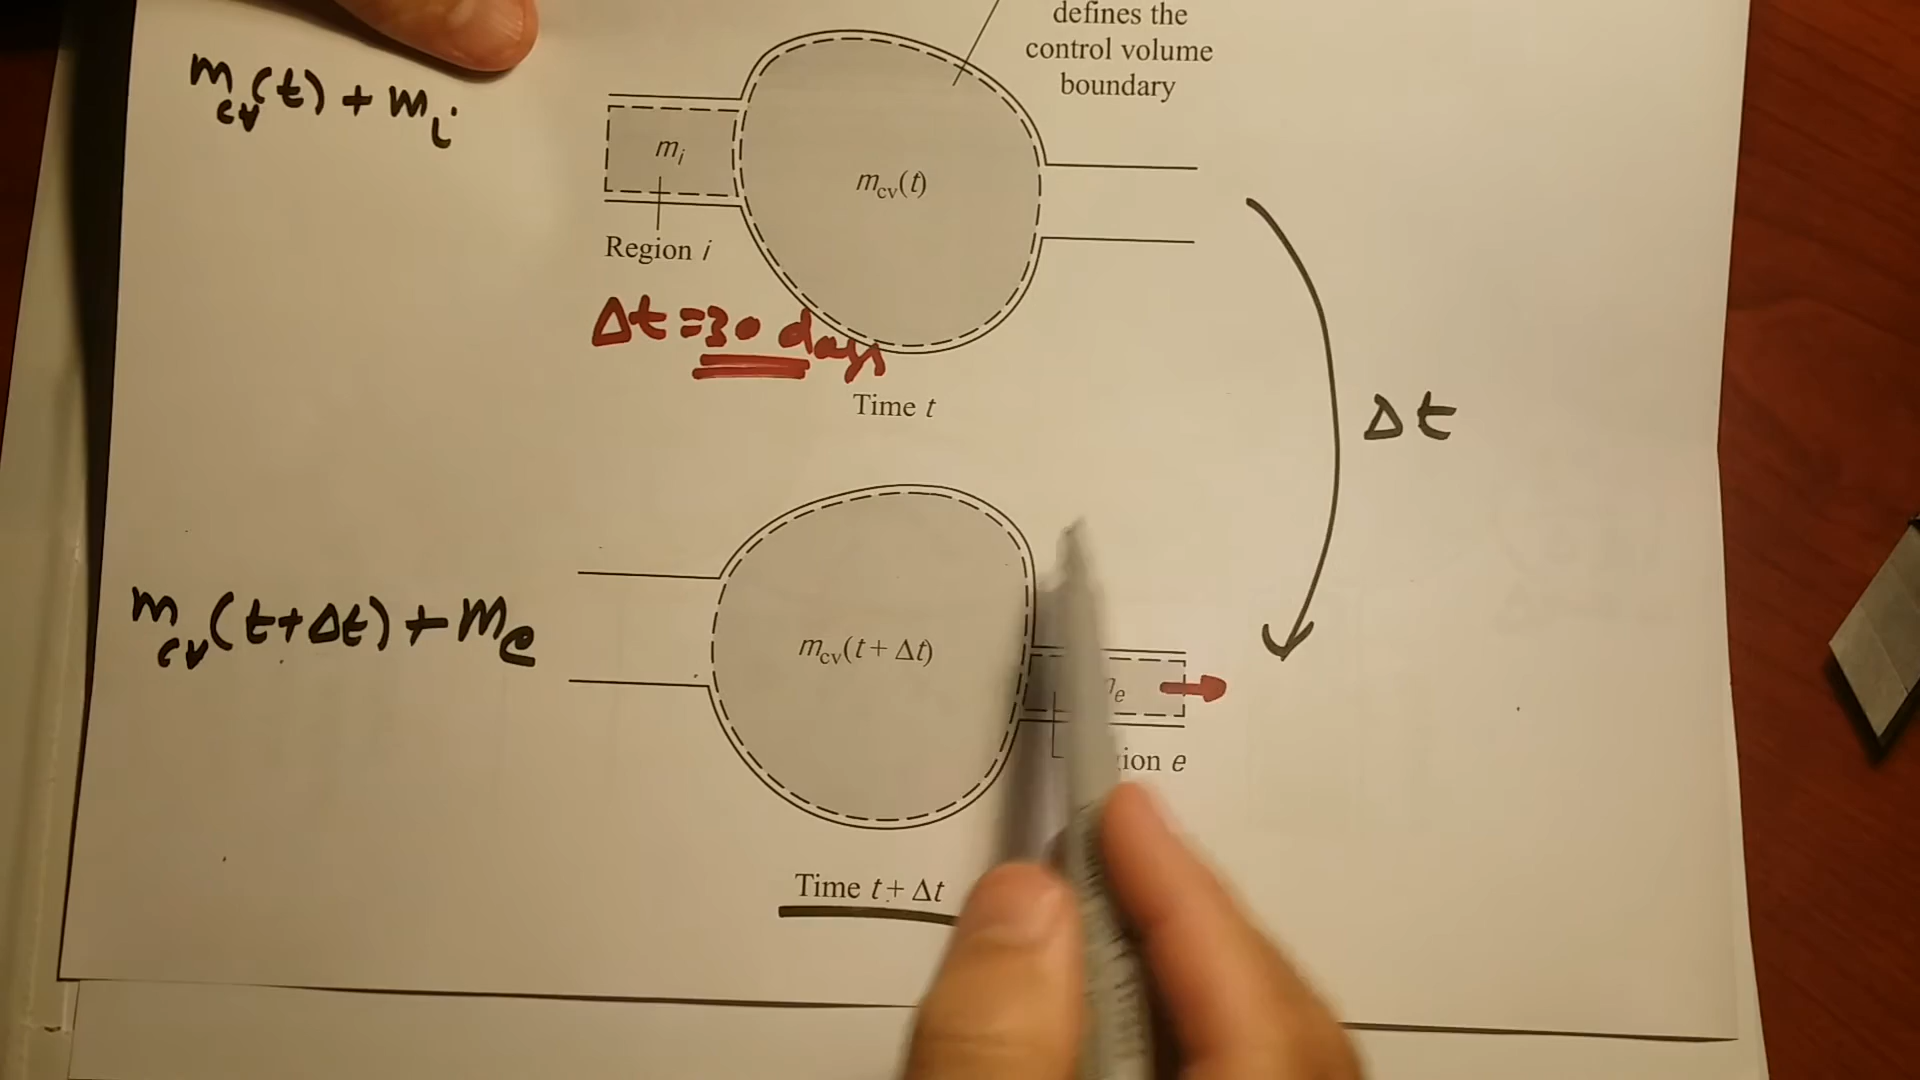 defines the
control volume
boundary
m_cv(t) + m_i
m_i
m_cv(t)
Region i
Δt = 30 days
Time t
Δt
m_cv(t+Δt) + m_e
m_cv(t + Δt)
e
e
Time t + Δt